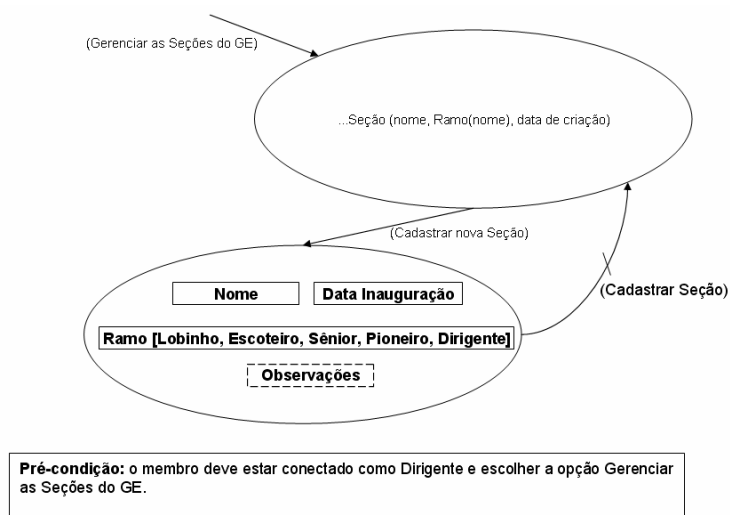 (Gerenciar as Seções do GE)
...Seção (nome, Ramo(nome), data de criação)
(Cadastrar nova Seção)
(Cadastrar Seção)
Nome
Data Inauguração
Ramo [Lobinho, Escoteiro, Sênior, Pioneiro, Dirigente]
Observações
Pré-condição: o membro deve estar conectado como Dirigente e escolher a opção Gerenciar
as Seções do GE.